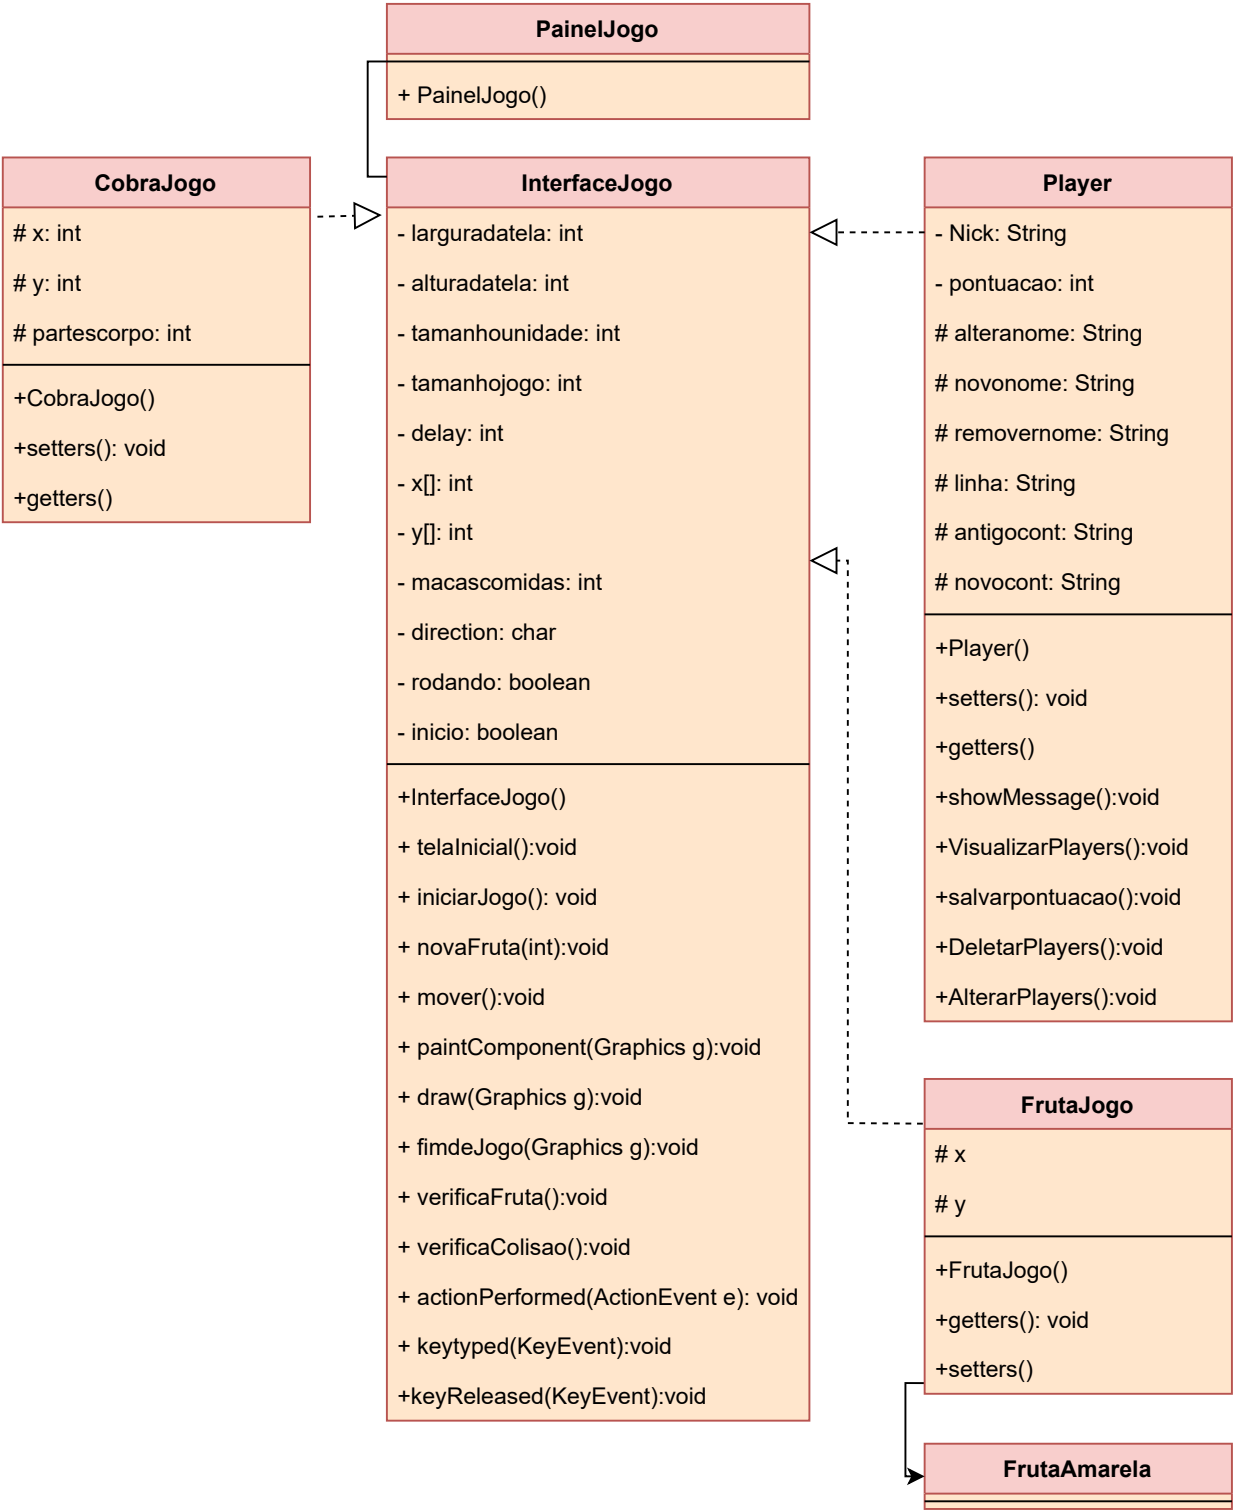 PainelJogo
+ PainelJogo()
CobraJogo
# x: int
# y: int
# partescorpo: int
+CobraJogo()
+setters(): void
+getters()
InterfaceJogo
- larguradatela: int
- alturadatela: int
- tamanhounidade: int
- tamanhojogo: int
- delay: int
- x[]: int
- y[]: int
- macascomidas: int
- direction: char
- rodando: boolean
- inicio: boolean
+InterfaceJogo()
+ telaInicial():void
+ iniciarJogo(): void
+ novaFruta(int):void
+ mover():void
+ paintComponent(Graphics g):void
+ draw(Graphics g):void
+ fimdeJogo(Graphics g):void
+ verificaFruta():void
+ verificaColisao():void
+ actionPerformed(ActionEvent e): void
+ keytyped(KeyEvent):void
+keyReleased(KeyEvent):void
Player
- Nick: String
- pontuacao: int
# alteranome: String
# novonome: String
# removernome: String
# linha: String
# antigocont: String
# novocont: String
+Player()
+setters(): void
+getters()
+showMessage():void
+VisualizarPlayers():void
+salvarpontuacao():void
+DeletarPlayers():void
+AlterarPlayers():void
FrutaJogo
# x
# y
+FrutaJogo()
+getters(): void
+setters()
FrutaAmarela